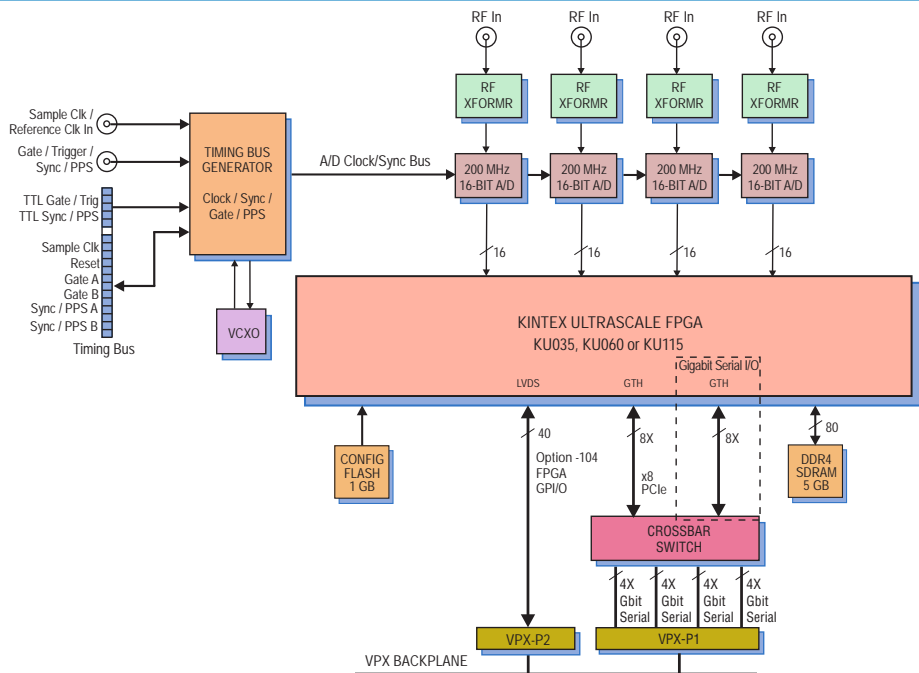 RF In
RF In
RF In
RF In
RF
XFORMR
RF
XFORMR
RF
XFORMR
RF
XFORMR
Sample Clk /
Reference Clk In
Gate / Trigger /
Sync / PPS
TTL Gate / Trig
TTL Sync / PPS
Sample Clk
Reset
Gate A
Gate B
Sync / PPS A
Sync / PPS B
Timing Bus
TIMING BUS
GENERATOR
Clock / Sync /
Gate / PPS
VCXO
A/D Clock/Sync Bus
200 MHz
16-BIT A/D
200 MHz
16-BIT A/D
200 MHz
16-BIT A/D
200 MHz
16-BIT A/D
16
16
16
16
KINTEX ULTRASCALE FPGA
KU035, KU060 or KU115
Gigabit Serial I/O
LVDS
GTH
GTH
CONFIG
FLASH
1 GB
40
Option -104
FPGA
GPI/O
8X
x8
PCIe
8X
80
DDR4
SDRAM
5 GB
CROSSBAR
SWITCH
4X
Gbit
Serial
4X
Gbit
Serial
4X
Gbit
Serial
4X
Gbit
Serial
VPX-P2
VPX-P1
VPX BACKPLANE